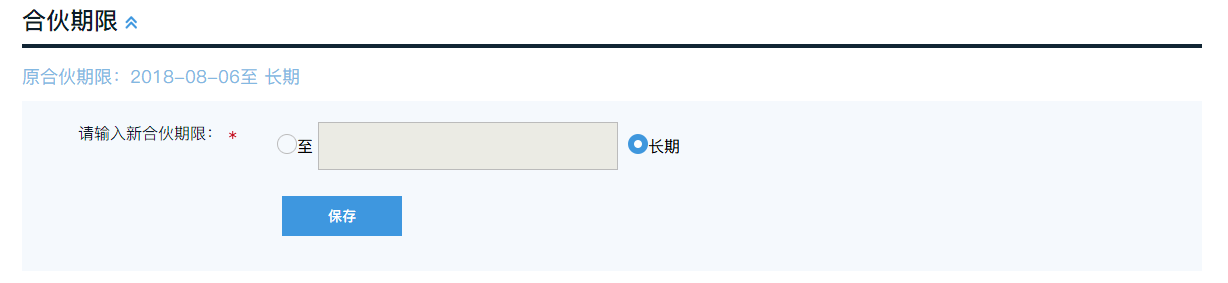 合伙期限
原合伙期限：2018-08-06至 长期
请输入新合伙期限： * 至 长期
保存